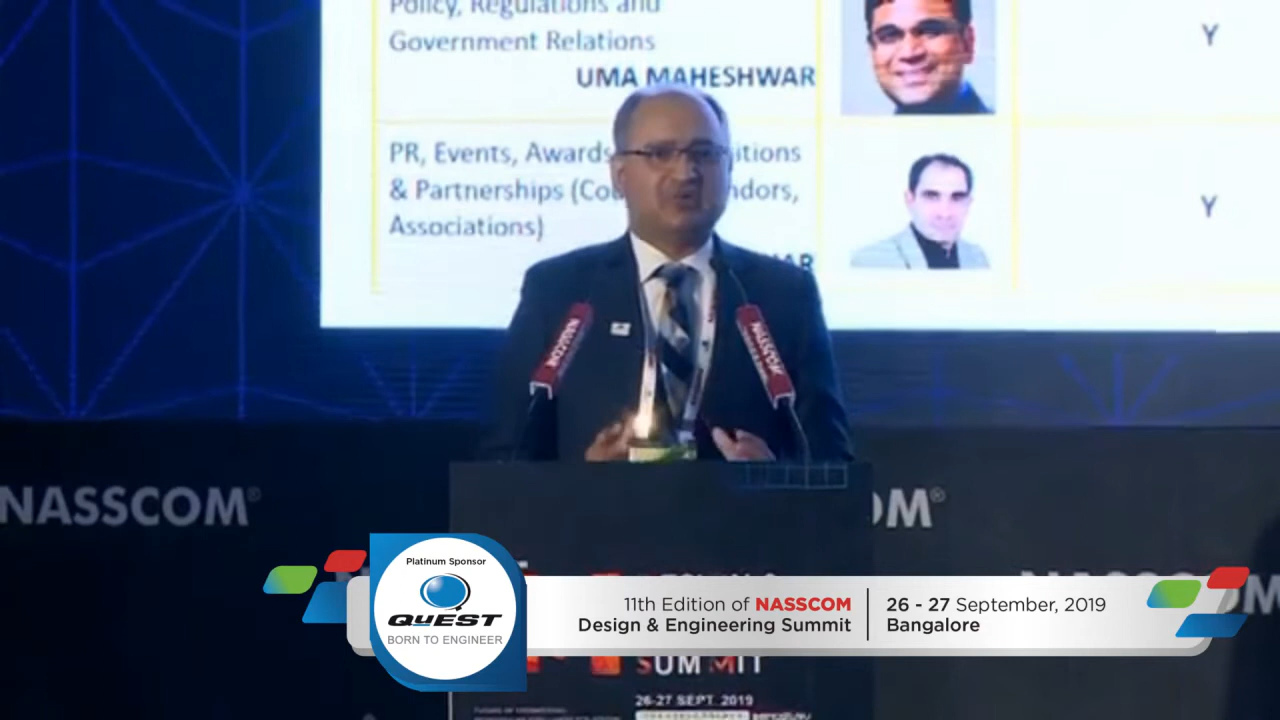 Policy, Regulations and
Government Relations
UMA MAHESHWAR
Y
PR, Events, Awards
& Partnerships
Associations)
Y
NASSCOM
NASSCOM
NASSCOM®
Platinum Sponsor
QuEST
BORN TO ENGINEER
11th Edition of NASSCOM
Design & Engineering Summit
26 - 27 September, 2019
Bangalore
SUMMIT
26-27 SEPT. 2019